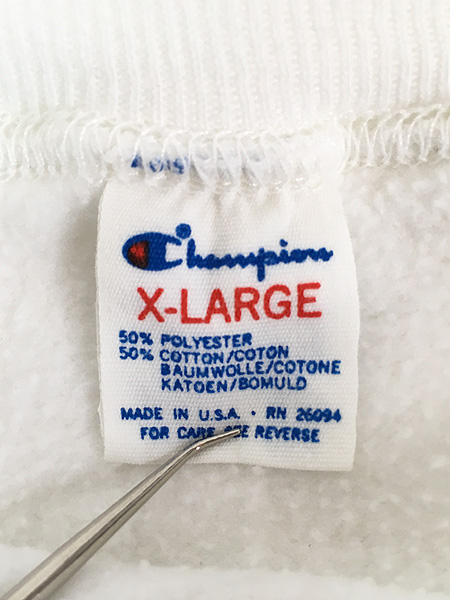 Champion®
X-LARGE
50% POLYESTER
50% COTTON/COTON
BAUMWOLLE/COTONE
KATOEN/BOMULD
MADE IN U.S.A. · RN 26094
FOR CARE SEE REVERSE